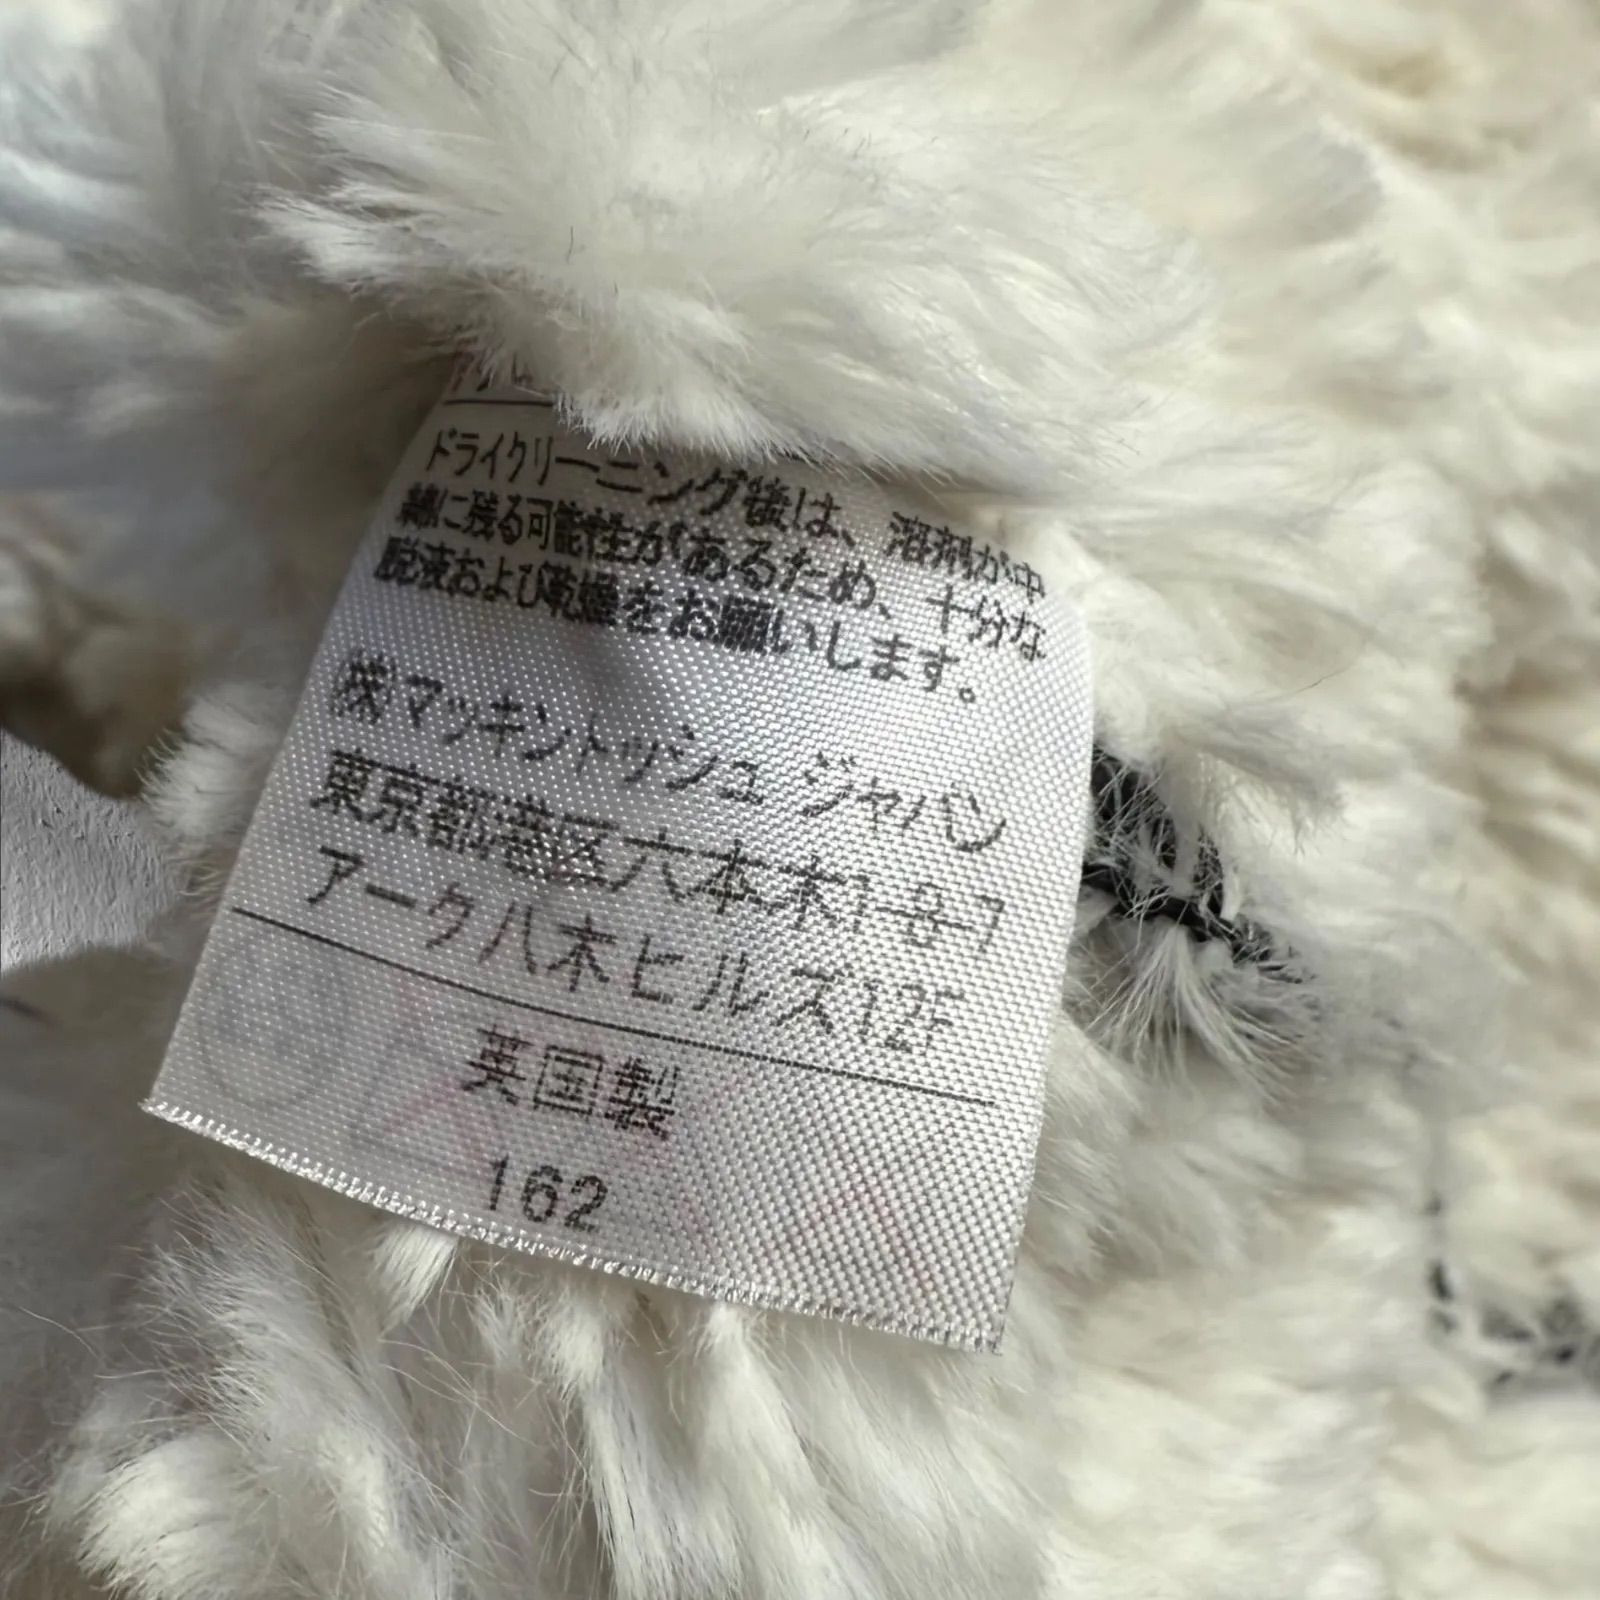 ドライクリーニング後は、溶剤が中
綿に残る可能性があるため、十分な
脱液および乾燥をお願いします。
㈱マッキントッシュ ジャパン
東京都港区六本木1-8-7
アーク八木ヒルズ12F
英国製
162